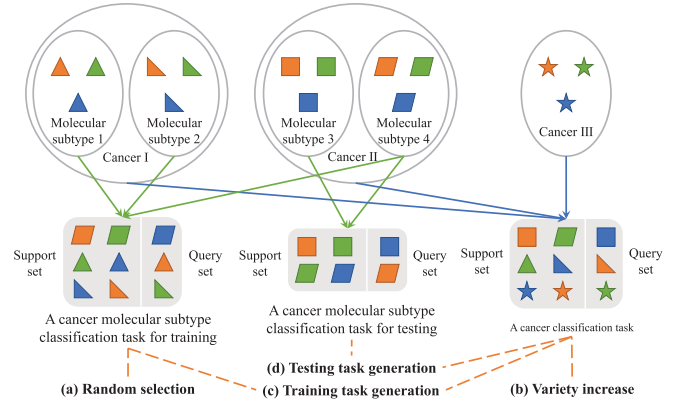 Molecular
subtype 1
Molecular
subtype 2
Cancer I
Molecular
subtype 3
Molecular
subtype 4
Cancer II
Cancer III
Support
set
Query
set
Support
set
Query
set
Support
set
Query
set
A cancer molecular subtype
classification task for training
A cancer molecular subtype
classification task for testing
A cancer classification task
(d) Testing task generation
(a) Random selection
(c) Training task generation
(b) Variety increase